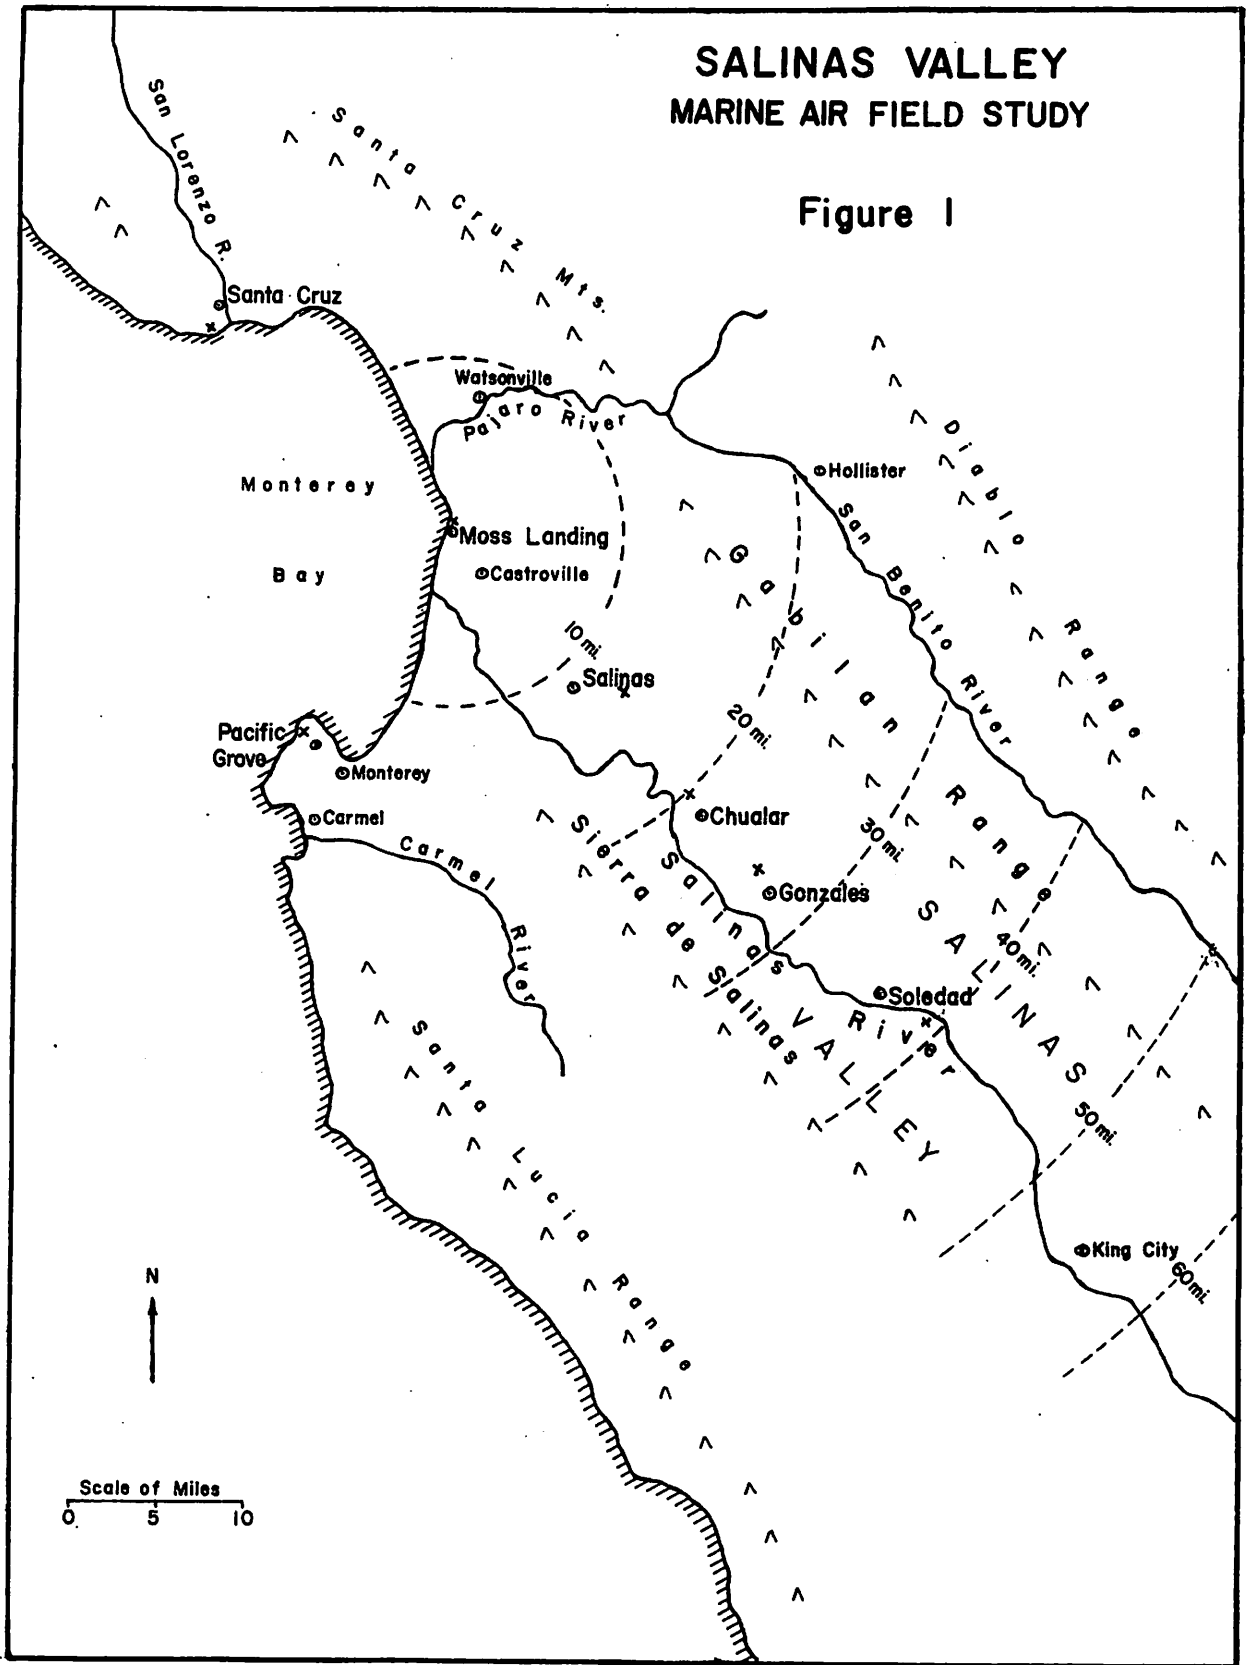 SALINAS VALLEY
MARINE AIR FIELD STUDY
Figure 1
San Lorenzo R.
Santa Cruz Mts.
Santa Cruz
Watsonville
Pajaro River
Hollister
Diablo Range
Monterey
Bay
Moss Landing
Castroville
San Benito River
Gabilan Range
10 mi.
Salinas
20 mi.
Pacific
Grove
Monterey
Carmel
Carmel River
Chualar
30 mi.
Sierra de Salinas
Salinas River
Gonzales
SALINAS
VALLEY
40 mi.
Soledad
Santa Lucia Range
50 mi.
King City
60 mi.
N
Scale of Miles
0 5 10